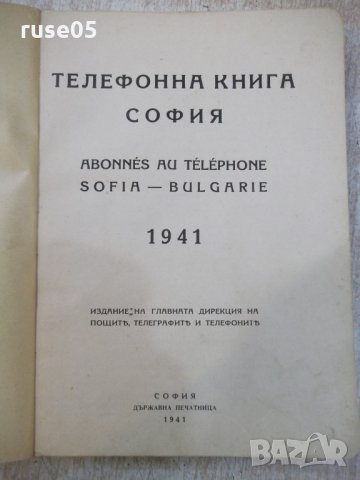 ruse05
ТЕЛЕФОННА КНИГА
СОФИЯ
ABONNÉS AU TÉLÉPHONE
SOFIA — BULGARIE
1941
ИЗДАНИЕ НА ГЛАВНАТА ДИРЕКЦИЯ НА
ПОЩИТѢ, ТЕЛЕГРАФИТѢ И ТЕЛЕФОНИТѢ
СОФИЯ
ДЪРЖАВНА ПЕЧАТНИЦА
1941
BAZAR